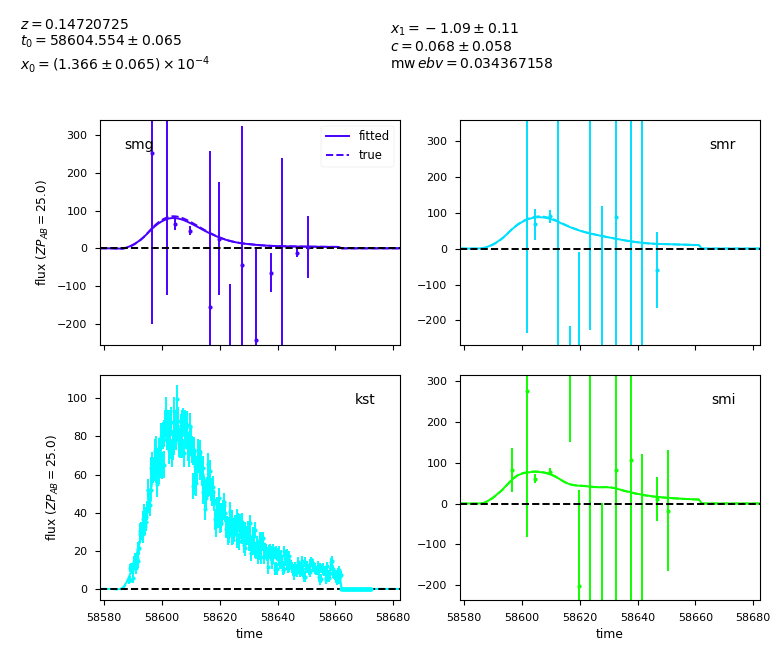 z = 0.14720725
t0 = 58604.554 ± 0.065
x0 = (1.366 ± 0.065) × 10^-4
x1 = −1.09 ± 0.11
c = 0.068 ± 0.058
mw ebv = 0.034367158
smg
fitted
true
flux (ZP_AB = 25.0)
300
200
100
0
−100
−200
smr
300
200
100
0
−100
−200
kst
flux (ZP_AB = 25.0)
100
80
60
40
20
0
58580 58600 58620 58640 58660 58680
time
smi
300
200
100
0
−100
−200
58580 58600 58620 58640 58660 58680
time